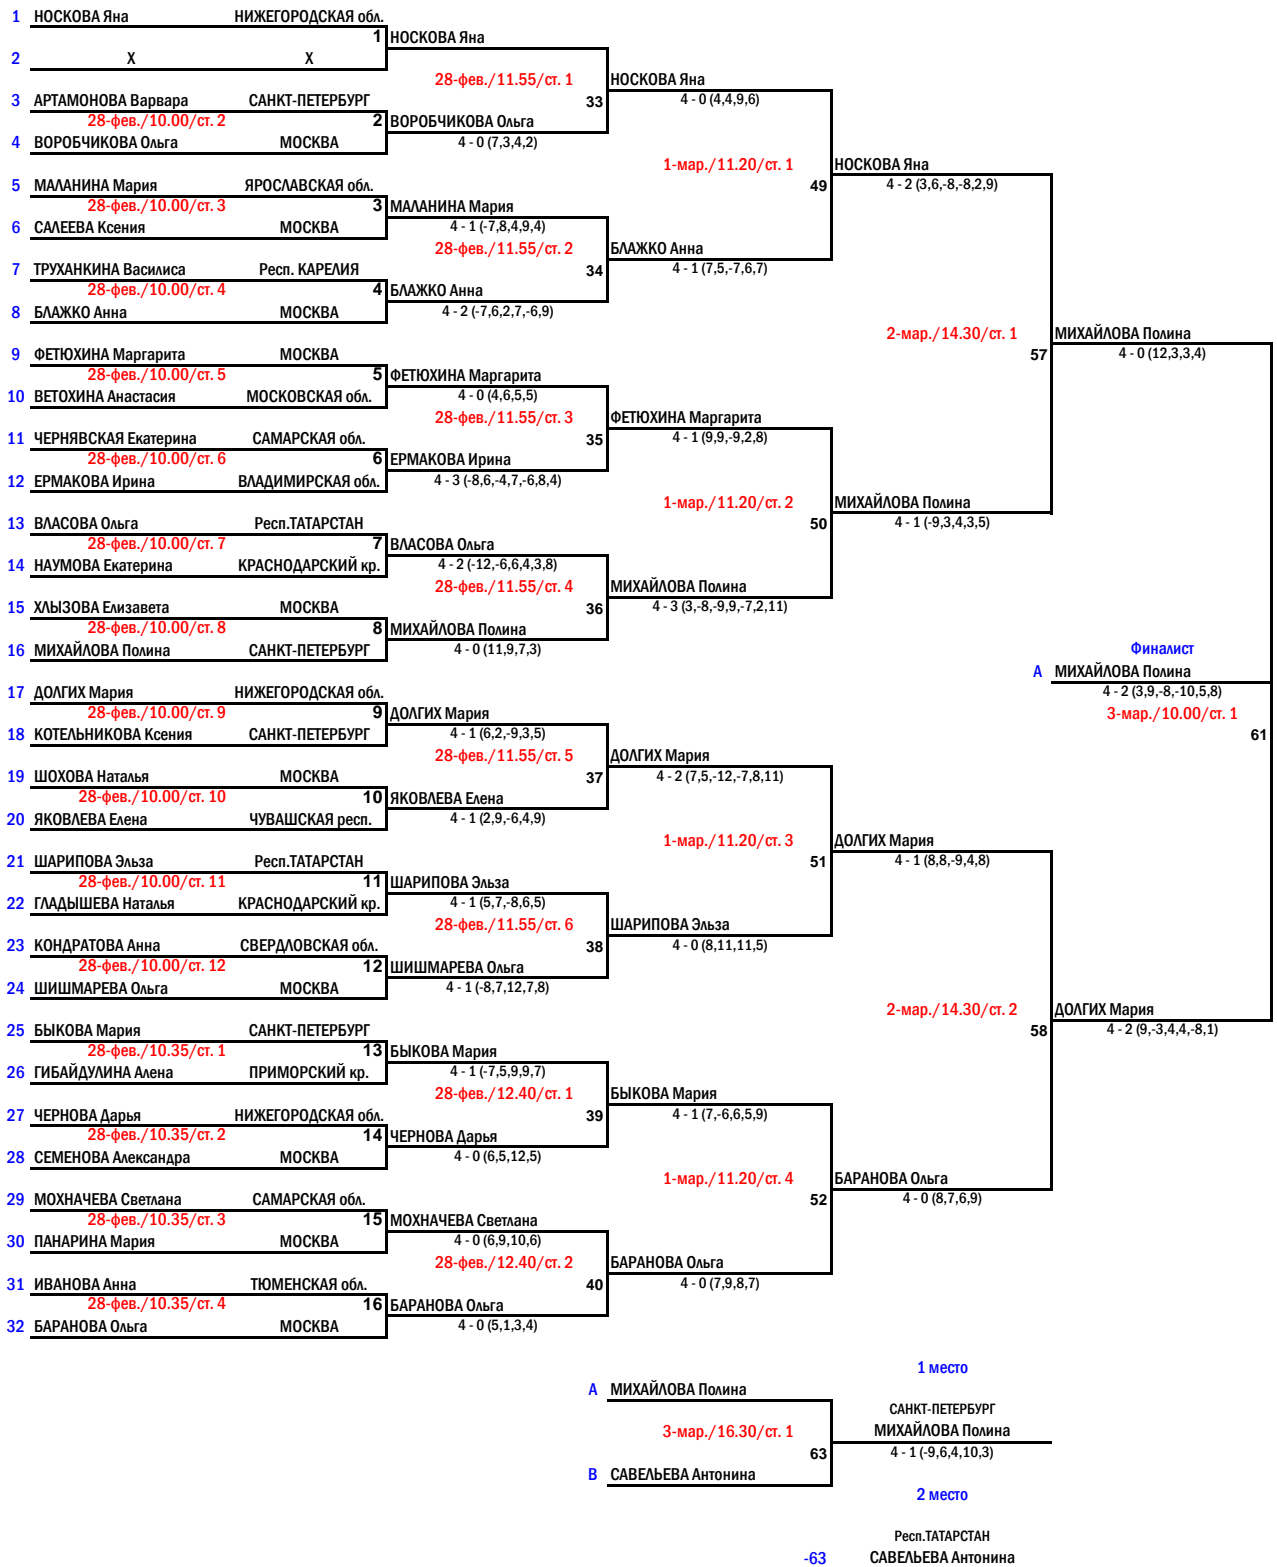 1 НОСКОВА Яна НИЖЕГОРОДСКАЯ обл.
1 НОСКОВА Яна
2 X X
28-фев./11.55/ст. 1 НОСКОВА Яна
33 4 - 0 (4,4,9,6)
3 АРТАМОНОВА Варвара САНКТ-ПЕТЕРБУРГ
28-фев./10.00/ст. 2 2 ВОРОБЧИКОВА Ольга
4 ВОРОБЧИКОВА Ольга МОСКВА 4 - 0 (7,3,4,2)
1-мар./11.20/ст. 1 НОСКОВА Яна
49 4 - 2 (3,6,-8,-8,2,9)
5 МАЛАНИНА Мария ЯРОСЛАВСКАЯ обл.
28-фев./10.00/ст. 3 3 МАЛАНИНА Мария
6 САЛЕЕВА Ксения МОСКВА 4 - 1 (-7,8,4,9,4)
28-фев./11.55/ст. 2 БЛАЖКО Анна
34 4 - 1 (7,5,-7,6,7)
7 ТРУХАНКИНА Василиса Респ. КАРЕЛИЯ
28-фев./10.00/ст. 4 4 БЛАЖКО Анна
8 БЛАЖКО Анна МОСКВА 4 - 2 (-7,6,2,7,-6,9)
2-мар./14.30/ст. 1 МИХАЙЛОВА Полина
57 4 - 0 (12,3,3,4)
9 ФЕТЮХИНА Маргарита МОСКВА
28-фев./10.00/ст. 5 5 ФЕТЮХИНА Маргарита
10 ВЕТОХИНА Анастасия МОСКОВСКАЯ обл. 4 - 0 (4,6,5,5)
28-фев./11.55/ст. 3 ФЕТЮХИНА Маргарита
35 4 - 1 (9,9,-9,2,8)
11 ЧЕРНЯВСКАЯ Екатерина САМАРСКАЯ обл.
28-фев./10.00/ст. 6 6 ЕРМАКОВА Ирина
12 ЕРМАКОВА Ирина ВЛАДИМИРСКАЯ обл. 4 - 3 (-8,6,-4,7,-6,8,4)
1-мар./11.20/ст. 2 МИХАЙЛОВА Полина
50 4 - 1 (-9,3,4,3,5)
13 ВЛАСОВА Ольга Респ.ТАТАРСТАН
28-фев./10.00/ст. 7 7 ВЛАСОВА Ольга
14 НАУМОВА Екатерина КРАСНОДАРСКИЙ кр. 4 - 2 (-12,-6,6,4,3,8)
28-фев./11.55/ст. 4 МИХАЙЛОВА Полина
36 4 - 3 (3,-8,-9,9,-7,2,11)
15 ХЛЫЗОВА Елизавета МОСКВА
28-фев./10.00/ст. 8 8 МИХАЙЛОВА Полина
16 МИХАЙЛОВА Полина САНКТ-ПЕТЕРБУРГ 4 - 0 (11,9,7,3)
Финалист
A МИХАЙЛОВА Полина
4 - 2 (3,9,-8,-10,5,8)
3-мар./10.00/ст. 1
61
17 ДОЛГИХ Мария НИЖЕГОРОДСКАЯ обл.
28-фев./10.00/ст. 9 9 ДОЛГИХ Мария
18 КОТЕЛЬНИКОВА Ксения САНКТ-ПЕТЕРБУРГ 4 - 1 (6,2,-9,3,5)
28-фев./11.55/ст. 5 ДОЛГИХ Мария
37 4 - 2 (7,5,-12,-7,8,11)
19 ШОХОВА Наталья МОСКВА
28-фев./10.00/ст. 10 10 ЯКОВЛЕВА Елена
20 ЯКОВЛЕВА Елена ЧУВАШСКАЯ респ. 4 - 1 (2,9,-6,4,9)
1-мар./11.20/ст. 3 ДОЛГИХ Мария
51 4 - 1 (8,8,-9,4,8)
21 ШАРИПОВА Эльза Респ.ТАТАРСТАН
28-фев./10.00/ст. 11 11 ШАРИПОВА Эльза
22 ГЛАДЫШЕВА Наталья КРАСНОДАРСКИЙ кр. 4 - 1 (5,7,-8,6,5)
28-фев./11.55/ст. 6 ШАРИПОВА Эльза
38 4 - 0 (8,11,11,5)
23 КОНДРАТОВА Анна СВЕРДЛОВСКАЯ обл.
28-фев./10.00/ст. 12 12 ШИШМАРЕВА Ольга
24 ШИШМАРЕВА Ольга МОСКВА 4 - 1 (-8,7,12,7,8)
2-мар./14.30/ст. 2 ДОЛГИХ Мария
58 4 - 2 (9,-3,4,4,-8,1)
25 БЫКОВА Мария САНКТ-ПЕТЕРБУРГ
28-фев./10.35/ст. 1 13 БЫКОВА Мария
26 ГИБАЙДУЛИНА Алена ПРИМОРСКИЙ кр. 4 - 1 (-7,5,9,9,7)
28-фев./12.40/ст. 1 БЫКОВА Мария
39 4 - 1 (7,-6,6,5,9)
27 ЧЕРНОВА Дарья НИЖЕГОРОДСКАЯ обл.
28-фев./10.35/ст. 2 14 ЧЕРНОВА Дарья
28 СЕМЕНОВА Александра МОСКВА 4 - 0 (6,5,12,5)
1-мар./11.20/ст. 4 БАРАНОВА Ольга
52 4 - 0 (8,7,6,9)
29 МОХНАЧЕВА Светлана САМАРСКАЯ обл.
28-фев./10.35/ст. 3 15 МОХНАЧЕВА Светлана
30 ПАНАРИНА Мария МОСКВА 4 - 0 (6,9,10,6)
28-фев./12.40/ст. 2 БАРАНОВА Ольга
40 4 - 0 (7,9,8,7)
31 ИВАНОВА Анна ТЮМЕНСКАЯ обл.
28-фев./10.35/ст. 4 16 БАРАНОВА Ольга
32 БАРАНОВА Ольга МОСКВА 4 - 0 (5,1,3,4)
1 место
A МИХАЙЛОВА Полина
САНКТ-ПЕТЕРБУРГ
3-мар./16.30/ст. 1 МИХАЙЛОВА Полина
63 4 - 1 (-9,6,4,10,3)
B САВЕЛЬЕВА Антонина
2 место
Респ.ТАТАРСТАН
-63 САВЕЛЬЕВА Антонина